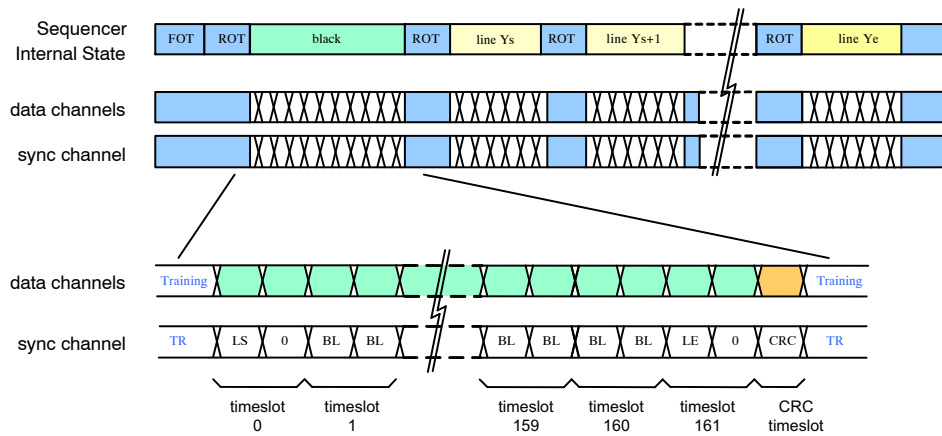 Sequencer
Internal State
FOT ROT black ROT line Ys ROT line Ys+1 ROT line Ye
data channels
sync channel
data channels Training Training
sync channel TR LS 0 BL BL BL BL BL BL LE 0 CRC TR
timeslot timeslot timeslot timeslot timeslot CRC
0 1 159 160 161 timeslot